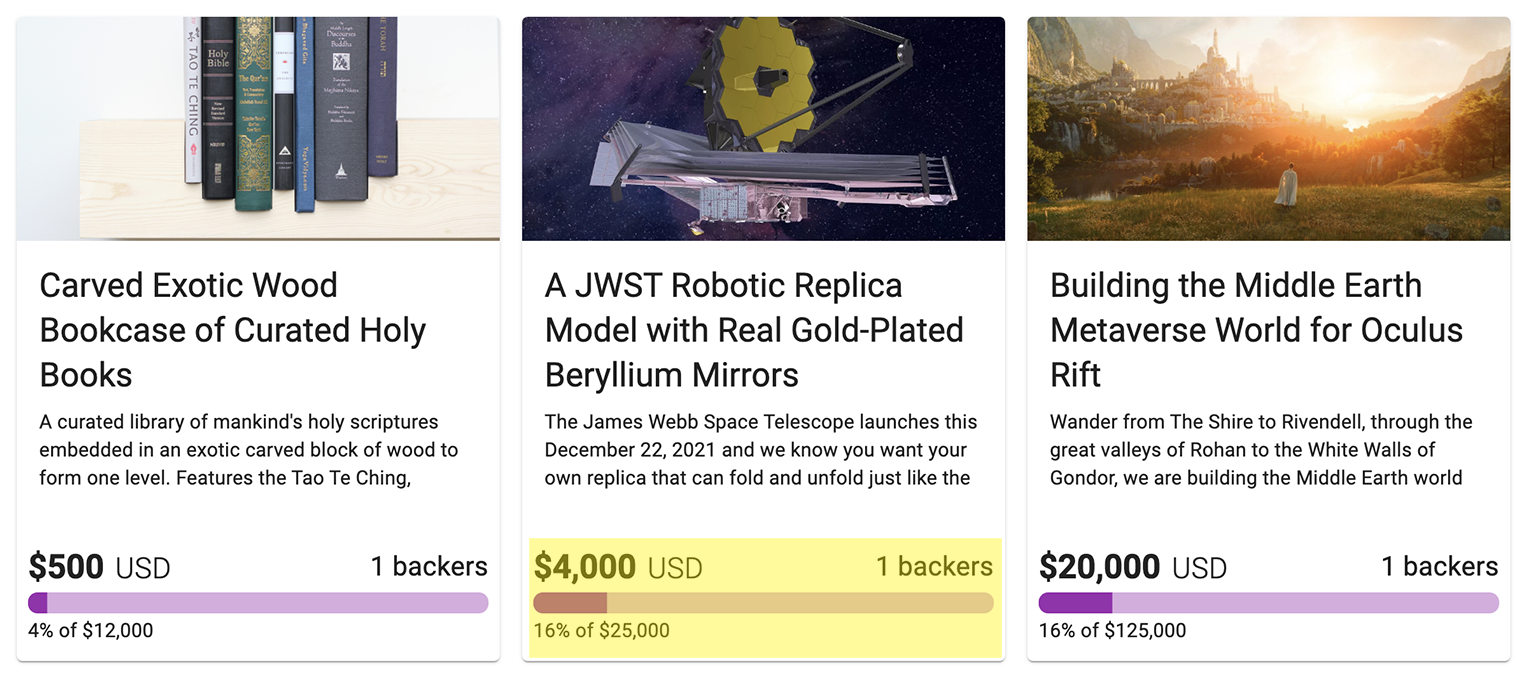 TAO TE CHING
Holy
Bible
The Qur'an
Discourses
of the
Buddha
THE TORAH
Carved Exotic Wood
Bookcase of Curated Holy
Books
A curated library of mankind's holy scriptures
embedded in an exotic carved block of wood to
form one level. Features the Tao Te Ching,
$500 USD
1 backers
4% of $12,000
A JWST Robotic Replica
Model with Real Gold-Plated
Beryllium Mirrors
The James Webb Space Telescope launches this
December 22, 2021 and we know you want your
own replica that can fold and unfold just like the
$4,000 USD
1 backers
16% of $25,000
Building the Middle Earth
Metaverse World for Oculus
Rift
Wander from The Shire to Rivendell, through the
great valleys of Rohan to the White Walls of
Gondor, we are building the Middle Earth world
$20,000 USD
1 backers
16% of $125,000